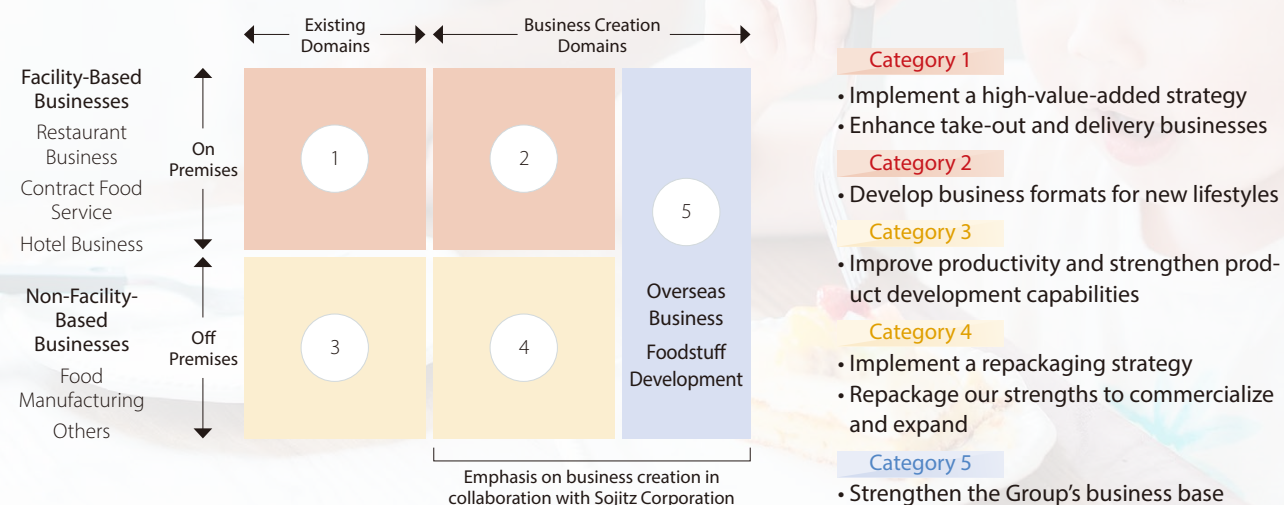 Existing
Domains
Business Creation
Domains
Facility-Based
Businesses
Restaurant
Business
Contract Food
Service
Hotel Business
On
Premises
Non-Facility-
Based
Businesses
Food
Manufacturing
Others
Off
Premises
1
2
3
4
5
Overseas
Business
Foodstuff
Development
Emphasis on business creation in
collaboration with Sojitz Corporation
Category 1
• Implement a high-value-added strategy
• Enhance take-out and delivery businesses
Category 2
• Develop business formats for new lifestyles
Category 3
• Improve productivity and strengthen prod-
uct development capabilities
Category 4
• Implement a repackaging strategy
• Repackage our strengths to commercialize
and expand
Category 5
• Strengthen the Group’s business base